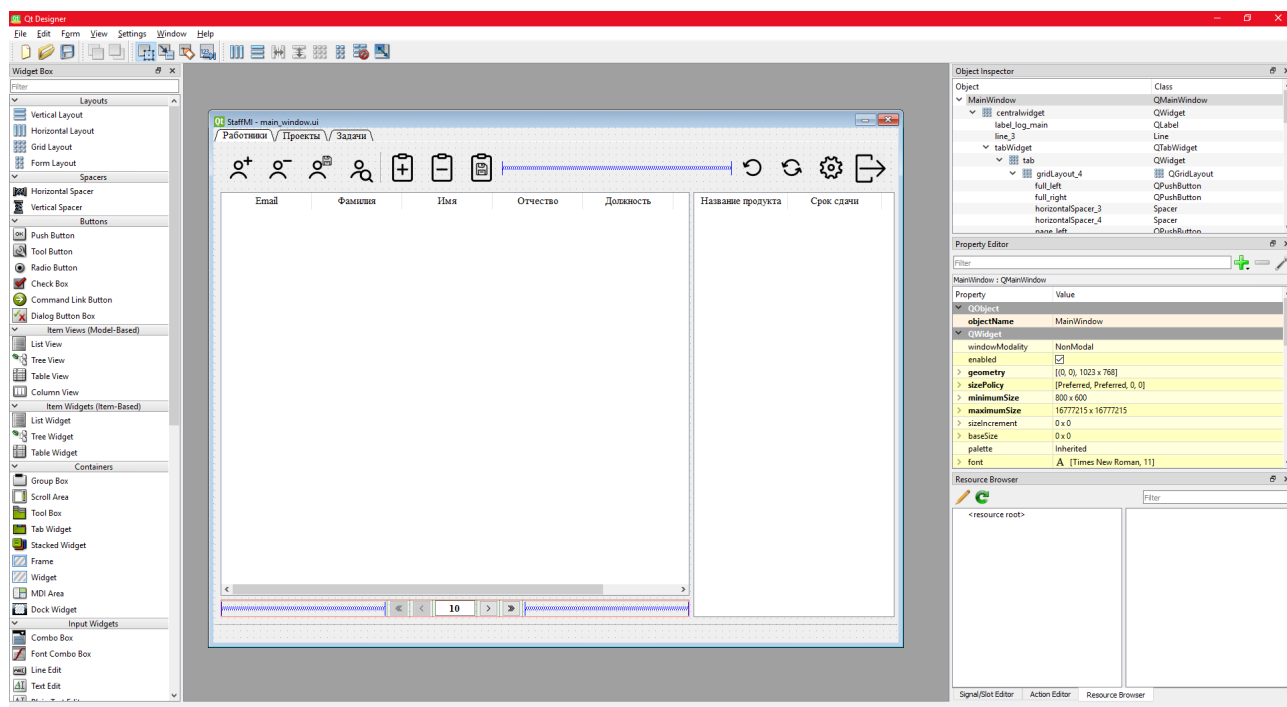 Qt Designer
File Edit Form View Settings Window Help
Widget Box
Filter
Layouts
Vertical Layout
Horizontal Layout
Grid Layout
Form Layout
Spacers
Horizontal Spacer
Vertical Spacer
Buttons
Push Button
Tool Button
Radio Button
Check Box
Command Link Button
Dialog Button Box
Item Views (Model-Based)
List View
Tree View
Table View
Column View
Item Widgets (Item-Based)
List Widget
Tree Widget
Table Widget
Containers
Group Box
Scroll Area
Tool Box
Tab Widget
Stacked Widget
Frame
Widget
MDI Area
Dock Widget
Input Widgets
Combo Box
Font Combo Box
Line Edit
Text Edit
StaffMI - main_window.ui
Работники Проекты Задачи
Email Фамилия Имя Отчество Должность
Название продукта Срок сдачи
10
Object Inspector
Object Class
MainWindow QMainWindow
centralwidget QWidget
label_log_main QLabel
line_3 Line
tabWidget QTabWidget
tab QWidget
gridLayout_4 QGridLayout
full_left QPushButton
full_right QPushButton
horizontalSpacer_3 Spacer
horizontalSpacer_4 Spacer
page_left QPushButton
Property Editor
Filter
MainWindow : QMainWindow
Property Value
QObject
objectName MainWindow
QWidget
windowModality NonModal
enabled
geometry [(0, 0), 1023 x 768]
sizePolicy [Preferred, Preferred, 0, 0]
minimumSize 800 x 600
maximumSize 16777215 x 16777215
sizeIncrement 0 x 0
baseSize 0 x 0
palette Inherited
font A [Times New Roman, 11]
Resource Browser
Filter
<resource root>
Signal/Slot Editor Action Editor Resource Browser